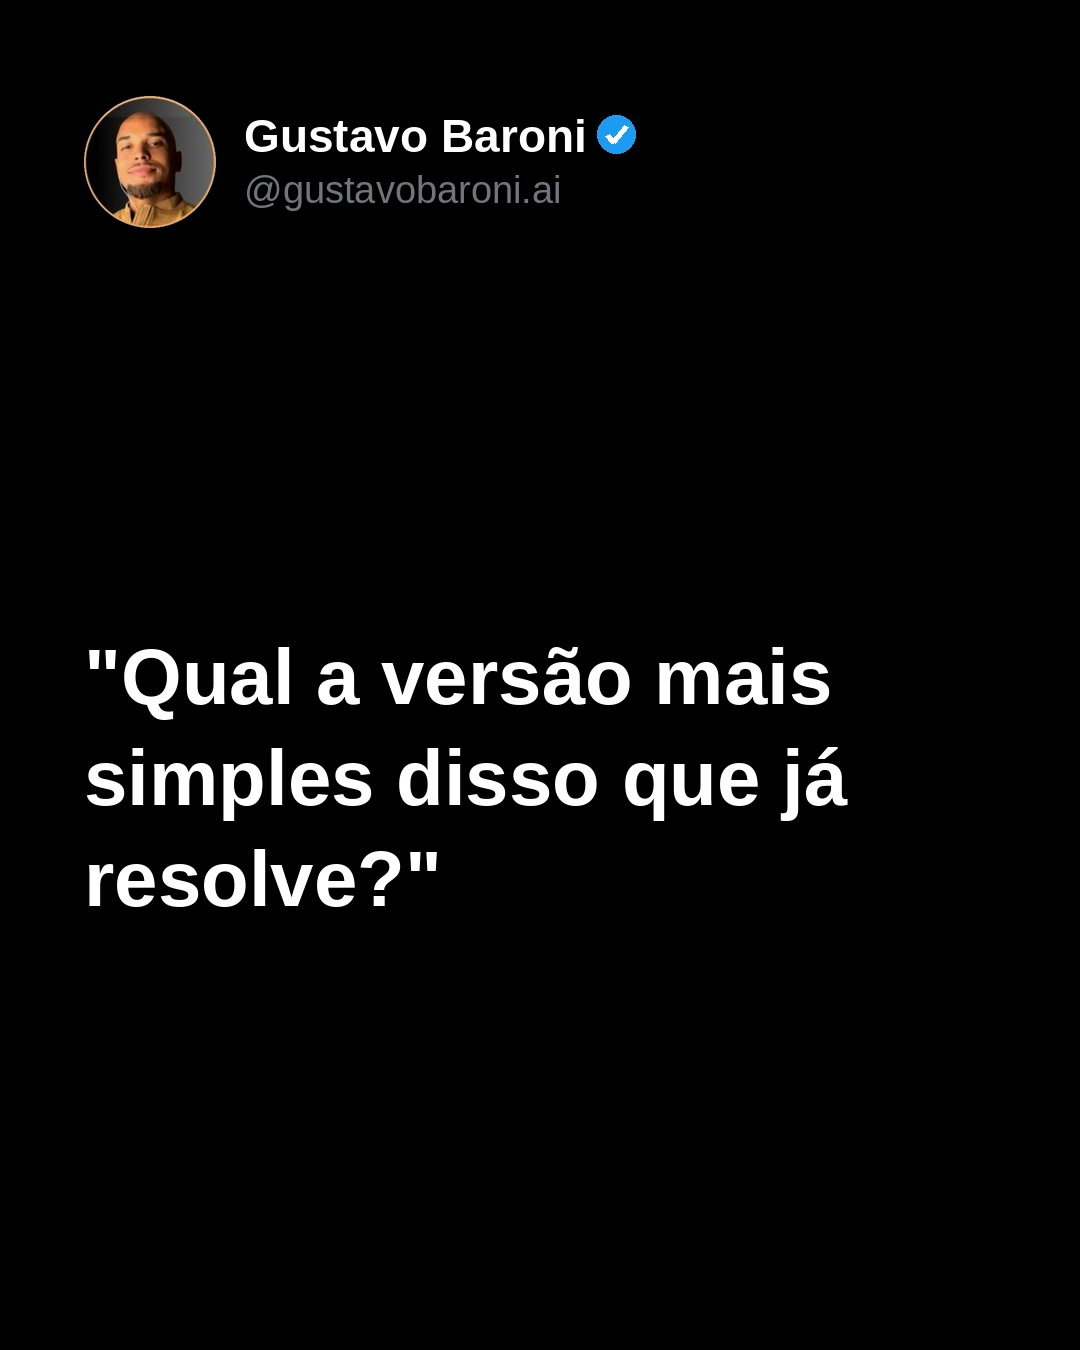 Gustavo Baroni
@gustavobaroni.ai
"Qual a versão mais
simples disso que já
resolve?"